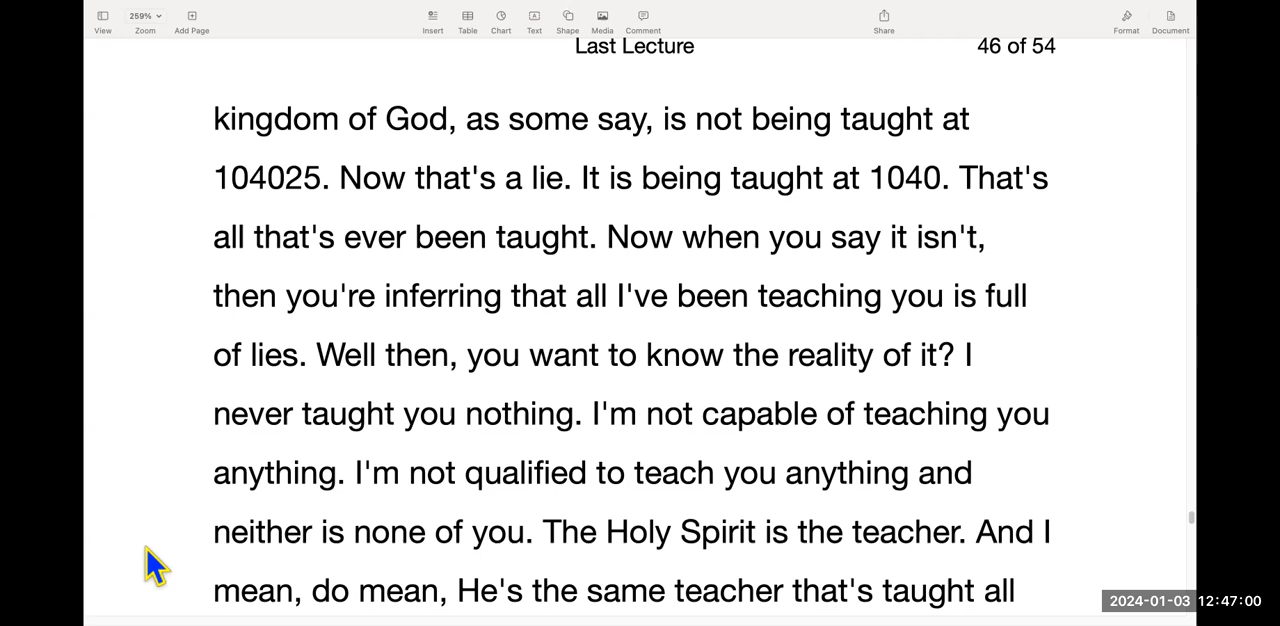 259%
View Zoom Add Page Insert Table Chart Text Shape Media Comment Share Format Document
Last Lecture 46 of 54
kingdom of God, as some say, is not being taught at
104025. Now that's a lie. It is being taught at 1040. That's
all that's ever been taught. Now when you say it isn't,
then you're inferring that all I've been teaching you is full
of lies. Well then, you want to know the reality of it? I
never taught you nothing. I'm not capable of teaching you
anything. I'm not qualified to teach you anything and
neither is none of you. The Holy Spirit is the teacher. And I
mean, do mean, He's the same teacher that's taught all
2024-01-03 12:47:00